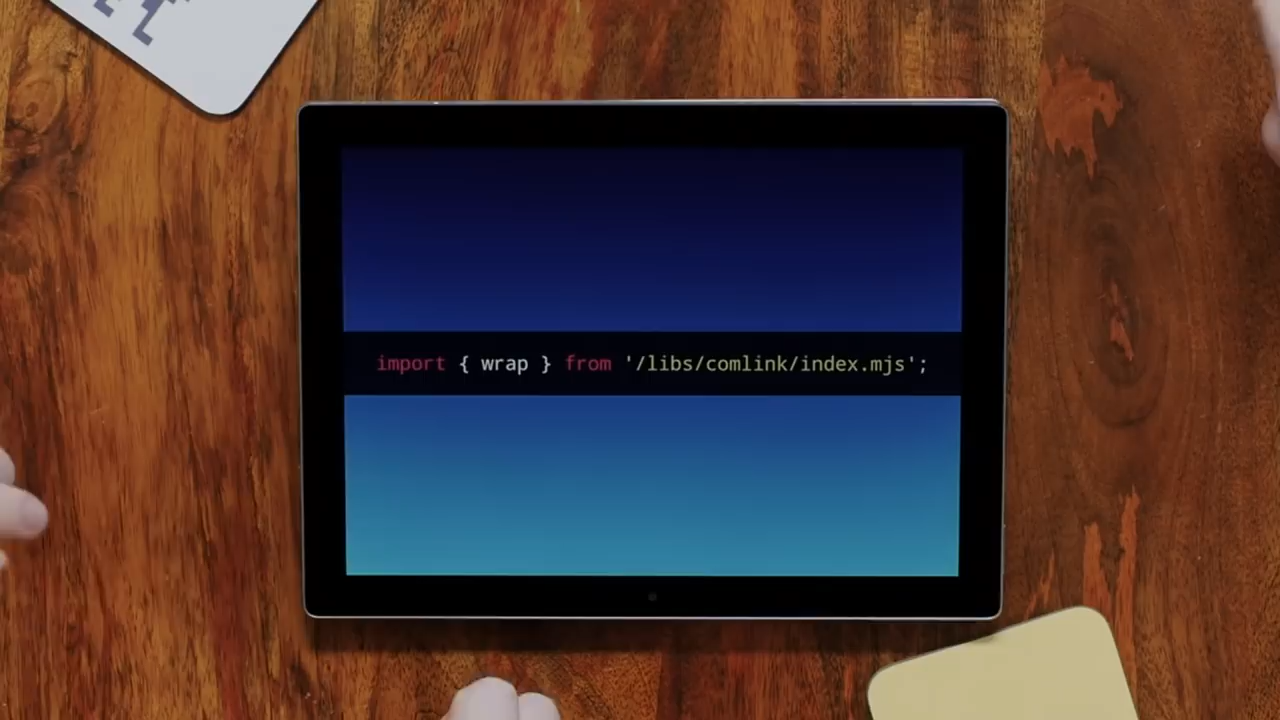 import { wrap } from '/libs/comlink/index.mjs';